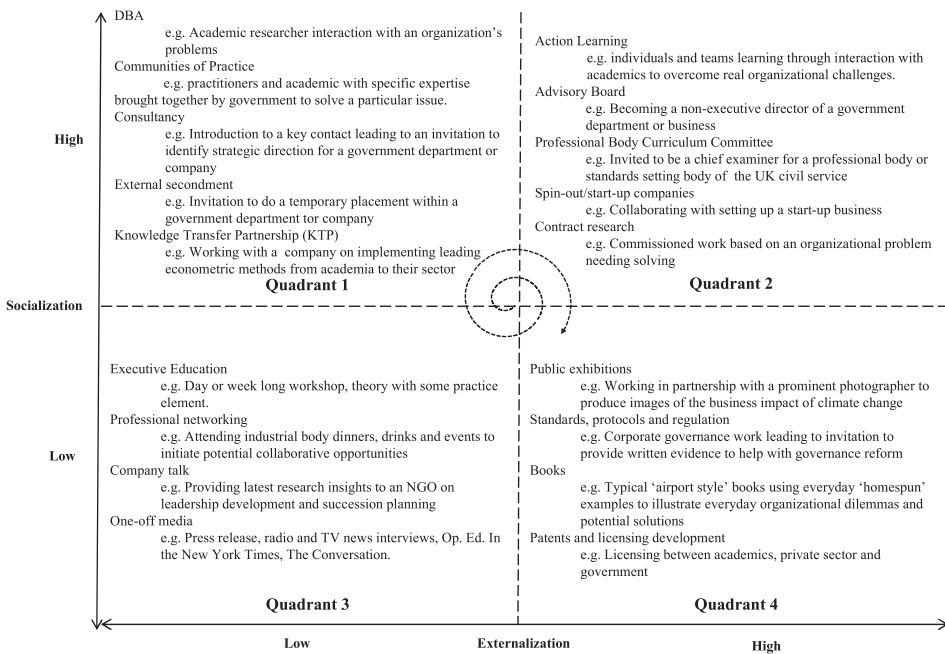 DBA
e.g. Academic researcher interaction with an organization's
problems
Communities of Practice
e.g. practitioners and academic with specific expertise
brought together by government to solve a particular issue.
Consultancy
e.g. Introduction to a key contact leading to an invitation to
identify strategic direction for a government department or
company
External secondment
e.g. Invitation to do a temporary placement within a
government department tor company
Knowledge Transfer Partnership (KTP)
e.g. Working with a company on implementing leading
econometric methods from academia to their sector
Quadrant 1
Action Learning
e.g. individuals and teams learning through interaction with
academics to overcome real organizational challenges.
Advisory Board
e.g. Becoming a non-executive director of a government
department or business
Professional Body Curriculum Committee
e.g. Invited to be a chief examiner for a professional body or
standards setting body of the UK civil service
Spin-out/start-up companies
e.g. Collaborating with setting up a start-up business
Contract research
e.g. Commissioned work based on an organizational problem
needing solving
Quadrant 2
High
Socialization
Low
Executive Education
e.g. Day or week long workshop, theory with some practice
element.
Professional networking
e.g. Attending industrial body dinners, drinks and events to
initiate potential collaborative opportunities
Company talk
e.g. Providing latest research insights to an NGO on
leadership development and succession planning
One-off media
e.g. Press release, radio and TV news interviews, Op. Ed. In
the New York Times, The Conversation.
Quadrant 3
Public exhibitions
e.g. Working in partnership with a prominent photographer to
produce images of the business impact of climate change
Standards, protocols and regulation
e.g. Corporate governance work leading to invitation to
provide written evidence to help with governance reform
Books
e.g. Typical 'airport style' books using everyday 'homespun'
examples to illustrate everyday organizational dilemmas and
potential solutions
Patents and licensing development
e.g. Licensing between academics, private sector and
government
Quadrant 4
Low
Externalization
High